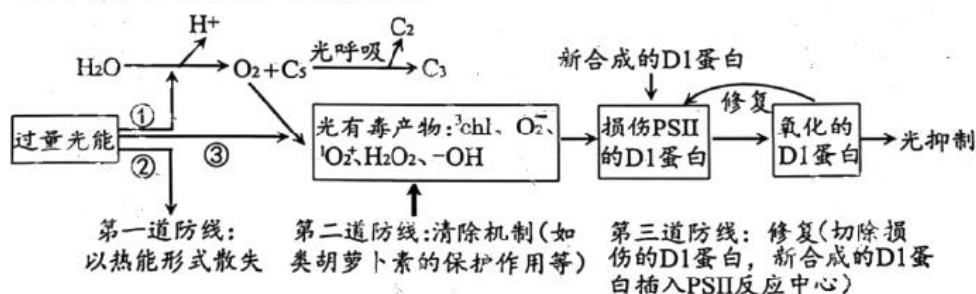 H⁺
C₂
H₂O
O₂+C₅
光呼吸
C₃
新合成的D1蛋白
①
修复
过量光能
③
光有毒产物:³chl、O₂⁻、
¹O₂⁺、H₂O₂、-OH
损伤PSII
的D1蛋白
氧化的
D1蛋白
光抑制
②
第一道防线:
以热能形式散失
第二道防线:清除机制(如
类胡萝卜素的保护作用等)
第三道防线: 修复(切除损
伤的D1蛋白,新合成的D1蛋
白插入PSII反应中心)